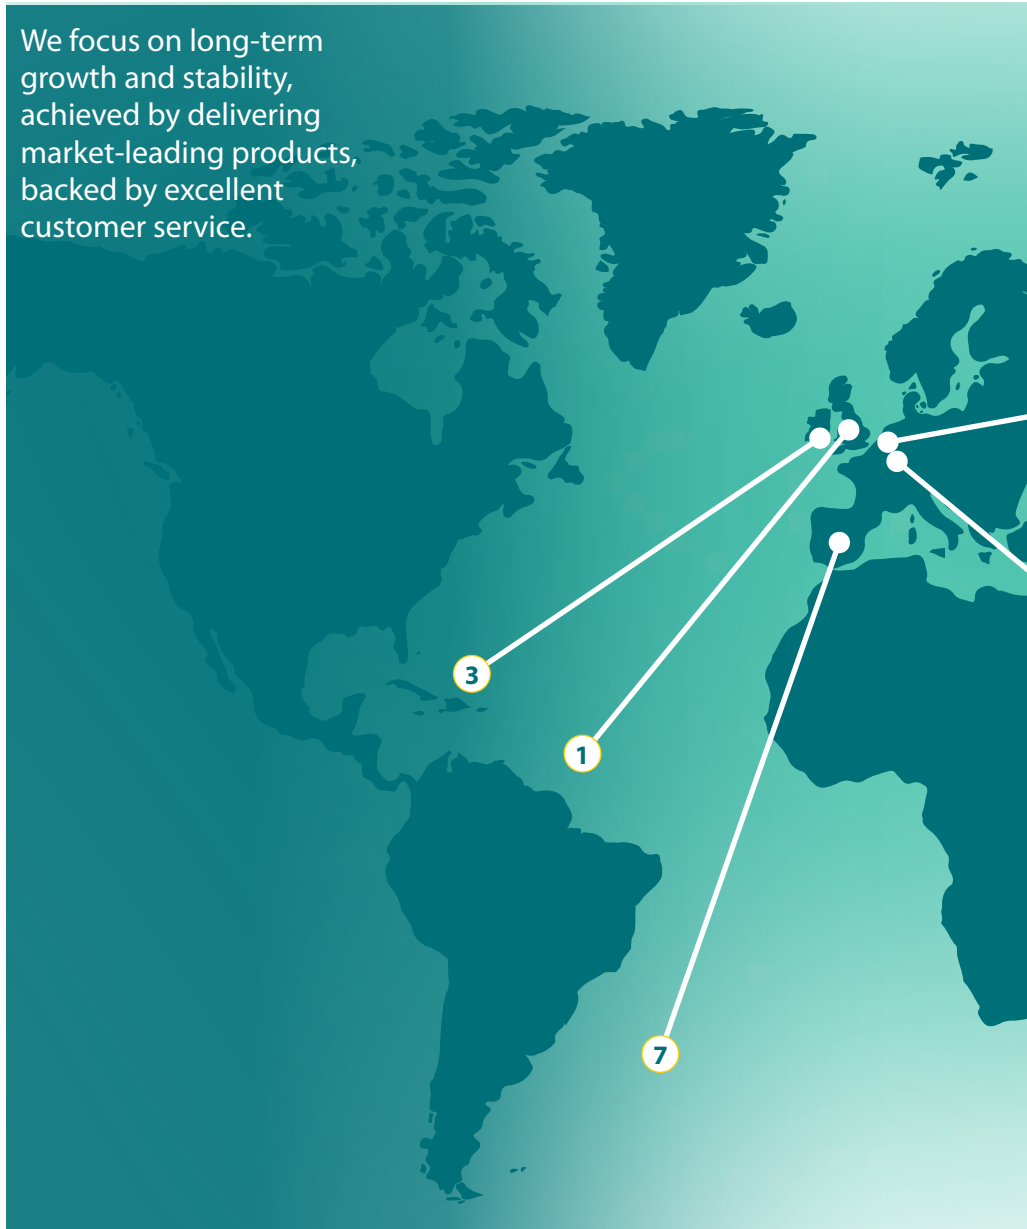 We focus on long-term
growth and stability,
achieved by delivering
market-leading products,
backed by excellent
customer service.
3
1
7